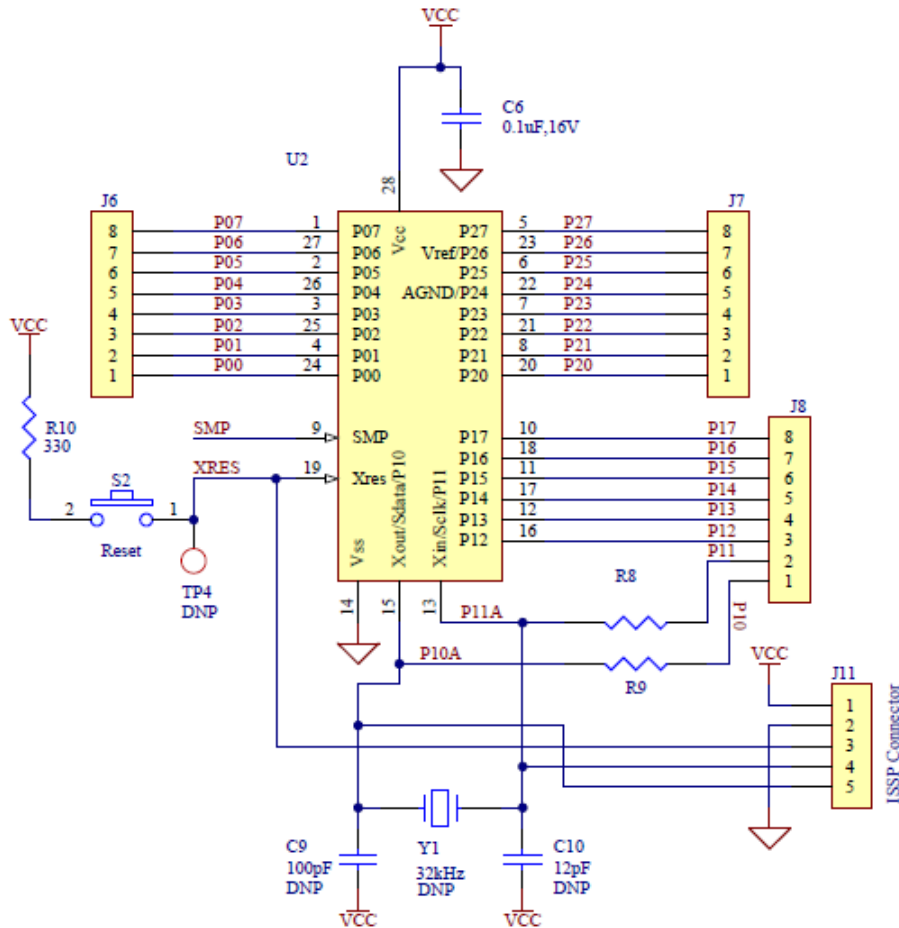 VCC
C6
0.1uF,16V
U2
28
Vcc
J6
8
7
6
5
4
3
2
1
P07
P06
P05
P04
P03
P02
P01
P00
1
27
2
26
3
25
4
24
P07
P06
P05
P04
P03
P02
P01
P00
P27
Vref/P26
P25
AGND/P24
P23
P22
P21
P20
5
23
6
22
7
21
8
20
P27
P26
P25
P24
P23
P22
P21
P20
J7
8
7
6
5
4
3
2
1
VCC
R10
330
SMP
9
SMP
XRES
19
Xres
S2
2
1
Reset
TP4
DNP
Vss
Xout/Sdata/P10
Xin/Sclk/P11
14
15
13
P17
P16
P15
P14
P13
P12
10
18
11
17
12
16
P17
P16
P15
P14
P13
P12
P11
P10
J8
8
7
6
5
4
3
2
1
P11A
R8
P10A
R9
VCC
J11
1
2
3
4
5
ISSP Connector
C9
100pF
DNP
VCC
Y1
32kHz
DNP
C10
12pF
DNP
VCC